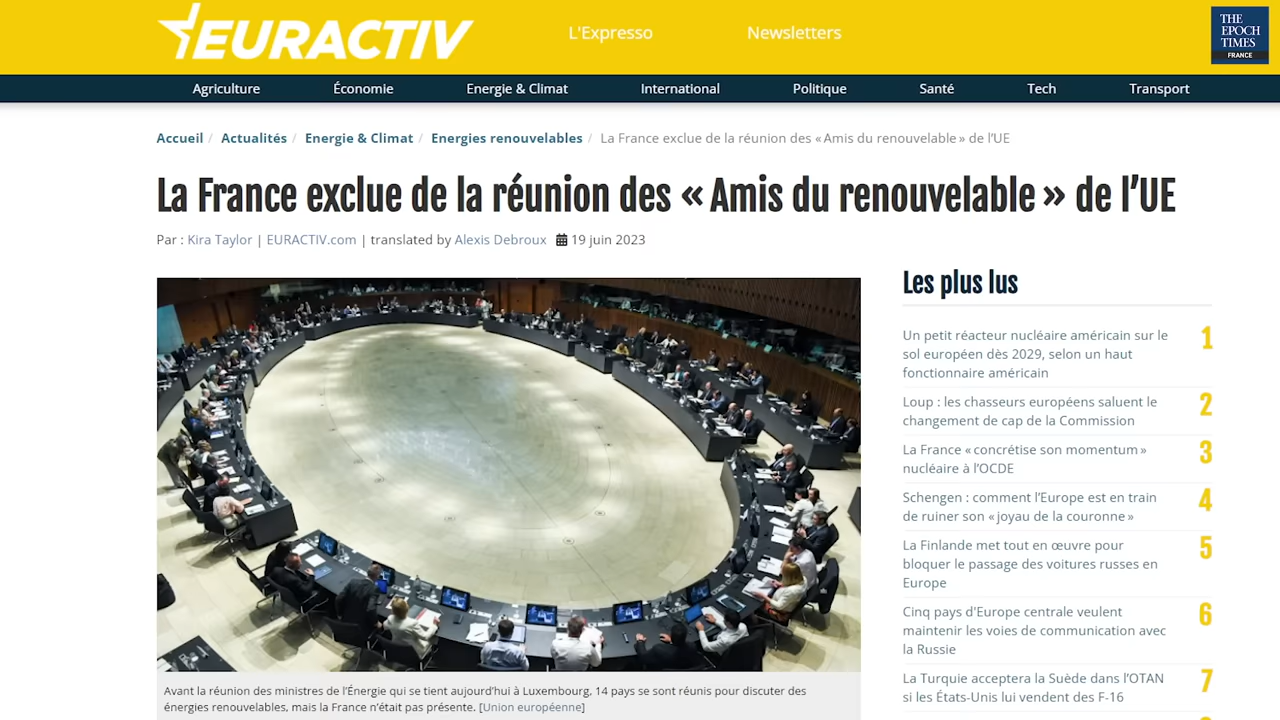 EURACTIV
L'Expresso
Newsletters
THE
EPOCH
TIMES
FRANCE
Agriculture
Économie
Energie & Climat
International
Politique
Santé
Tech
Transport
Accueil / Actualités / Energie & Climat / Energies renouvelables / La France exclue de la réunion des « Amis du renouvelable » de l’UE
La France exclue de la réunion des « Amis du renouvelable » de l’UE
Par : Kira Taylor | EURACTIV.com | translated by Alexis Debroux 19 juin 2023
Avant la réunion des ministres de l’Énergie qui se tient aujourd’hui à Luxembourg, 14 pays se sont réunis pour discuter des
énergies renouvelables, mais la France n’était pas présente. [Union européenne]
Les plus lus
Un petit réacteur nucléaire américain sur le
sol européen dès 2029, selon un haut
fonctionnaire américain
1
Loup : les chasseurs européens saluent le
changement de cap de la Commission
2
La France « concrétise son momentum »
nucléaire à l’OCDE
3
Schengen : comment l’Europe est en train
de ruiner son « joyau de la couronne »
4
La Finlande met tout en œuvre pour
bloquer le passage des voitures russes en
Europe
5
Cinq pays d'Europe centrale veulent
maintenir les voies de communication avec
la Russie
6
La Turquie acceptera la Suède dans l’OTAN
si les États-Unis lui vendent des F-16
7